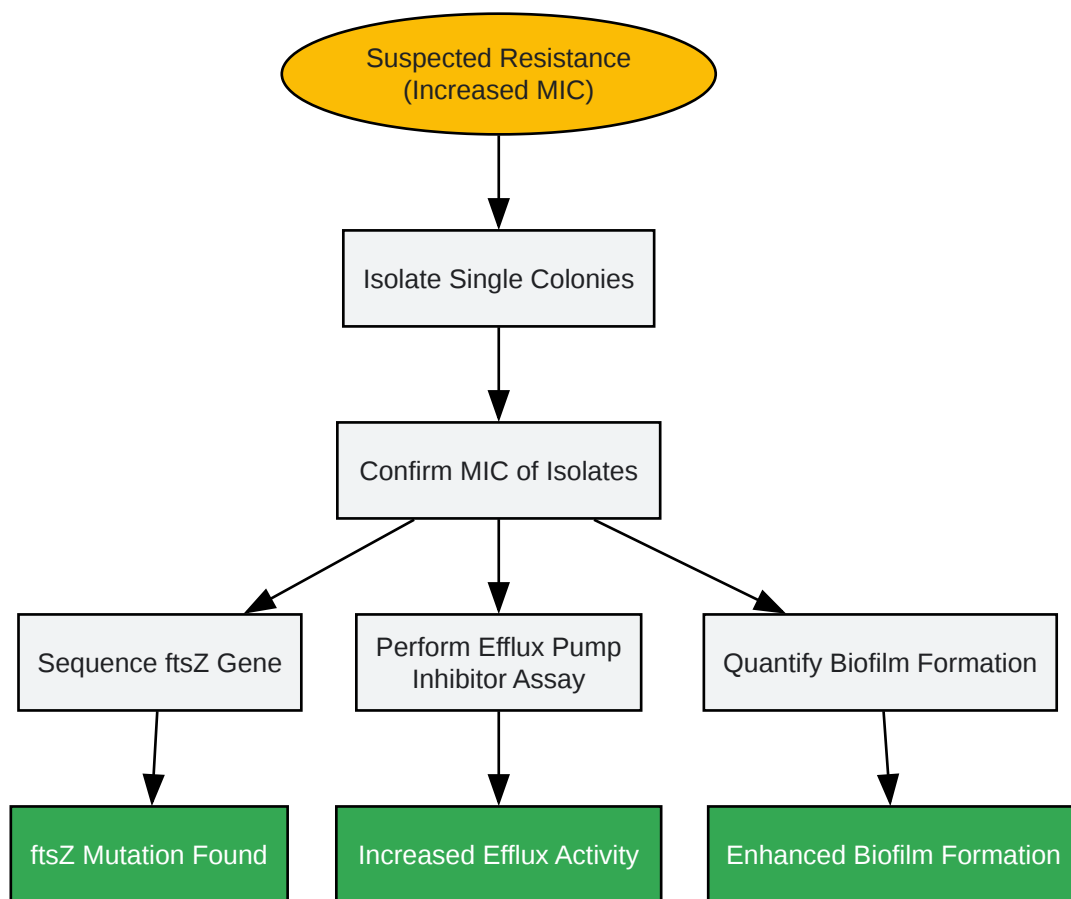 Suspected Resistance
(Increased MIC)
Isolate Single Colonies
Confirm MIC of Isolates
Sequence ftsZ Gene
Perform Efflux Pump
Inhibitor Assay
Quantify Biofilm Formation
ftsZ Mutation Found
Increased Efflux Activity
Enhanced Biofilm Formation